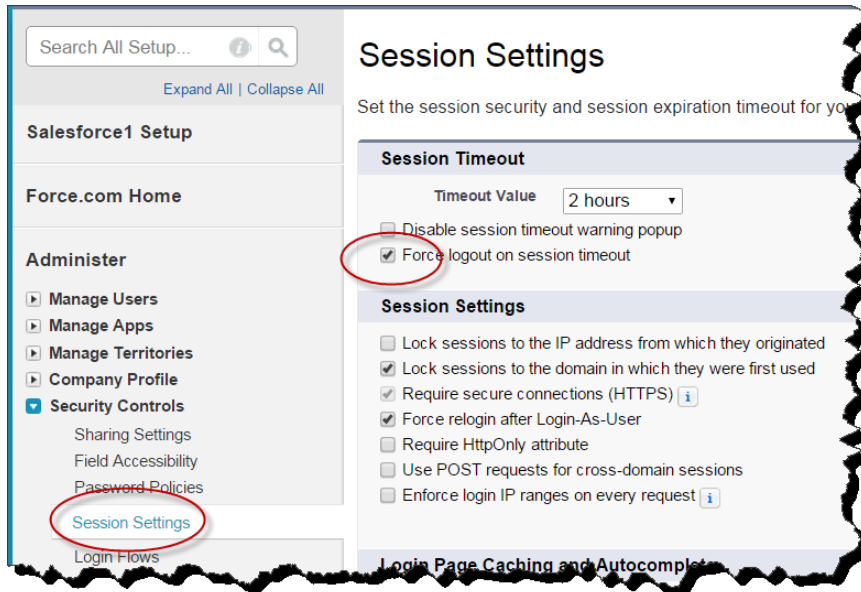 Search All Setup...
Expand All | Collapse All
Salesforce1 Setup
Force.com Home
Administer
Manage Users
Manage Apps
Manage Territories
Company Profile
Security Controls
Sharing Settings
Field Accessibility
Password Policies
Session Settings
Login Flows
Session Settings
Set the session security and session expiration timeout for
Session Timeout
Timeout Value 2 hours
Disable session timeout warning popup
Force logout on session timeout
Session Settings
Lock sessions to the IP address from which they originated
Lock sessions to the domain in which they were first used
Require secure connections (HTTPS) i
Force relogin after Login-As-User
Require HttpOnly attribute
Use POST requests for cross-domain sessions
Enforce login IP ranges on every request i
Login Page Caching and Autocomplete